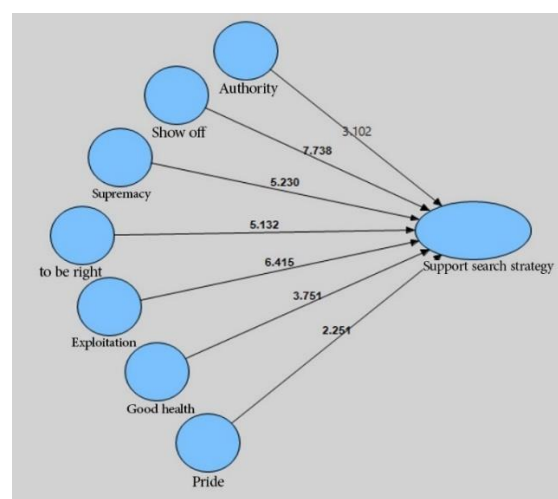 Authority
3.102
Show off
7.738
Supremacy
5.230
to be right
5.132
Support search strategy
Exploitation
6.415
Good health
3.751
Pride
2.251